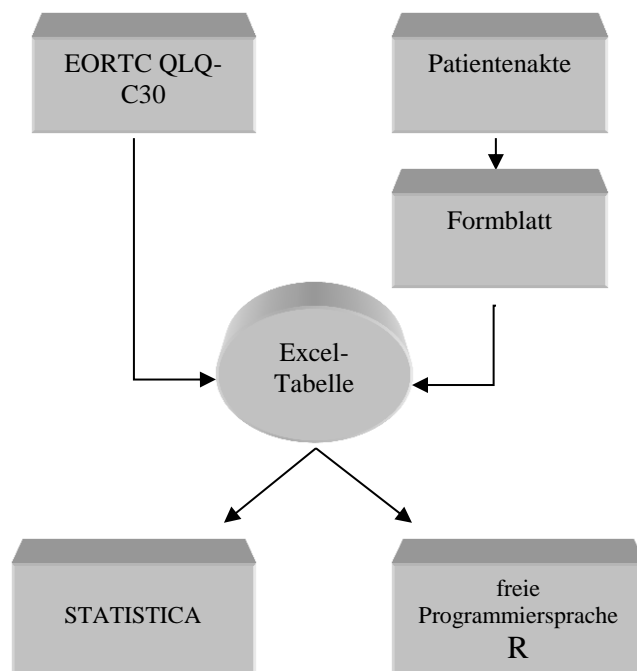 EORTC QLQ-
C30
Patientenakte
Formblatt
Excel-
Tabelle
STATISTICA
freie
Programmiersprache
R